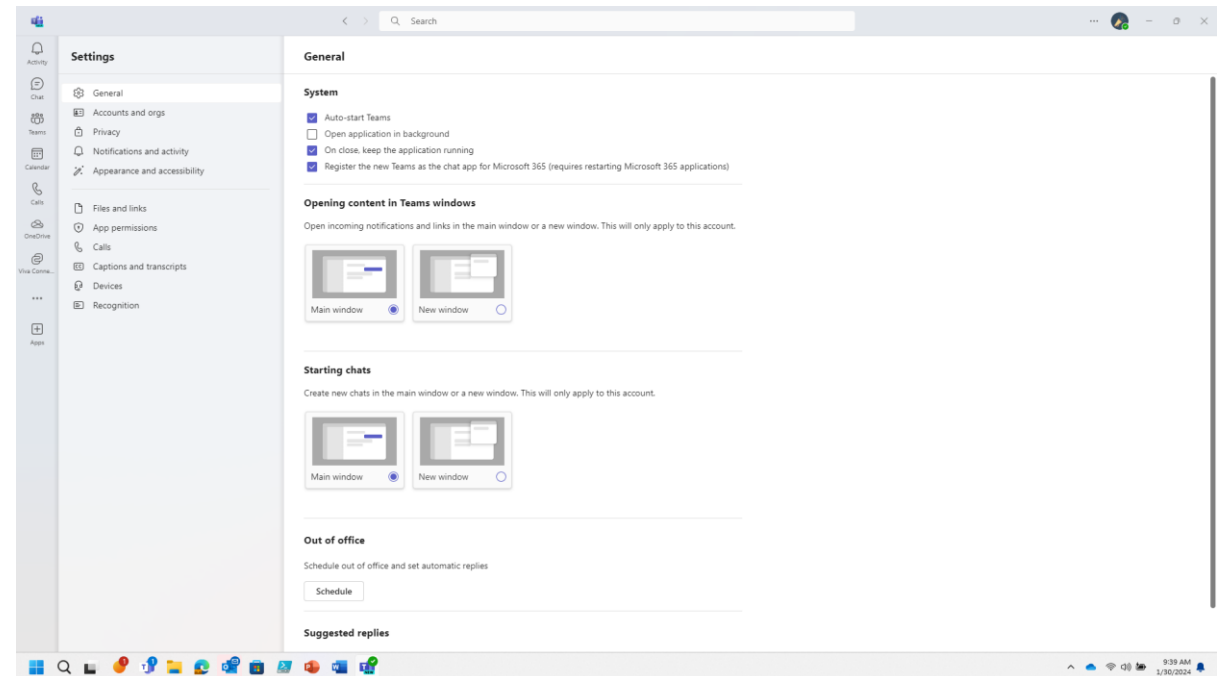 Search
Activity
Chat
Teams
Calendar
Calls
OneDrive
Viva Conne...
Apps
Settings
General
Accounts and orgs
Privacy
Notifications and activity
Appearance and accessibility
Files and links
App permissions
Calls
Captions and transcripts
Devices
Recognition
General
System
Auto-start Teams
Open application in background
On close, keep the application running
Register the new Teams as the chat app for Microsoft 365 (requires restarting Microsoft 365 applications)
Opening content in Teams windows
Open incoming notifications and links in the main window or a new window. This will only apply to this account.
Main window
New window
Starting chats
Create new chats in the main window or a new window. This will only apply to this account.
Main window
New window
Out of office
Schedule out of office and set automatic replies
Schedule
Suggested replies
9:39 AM
1/30/2024